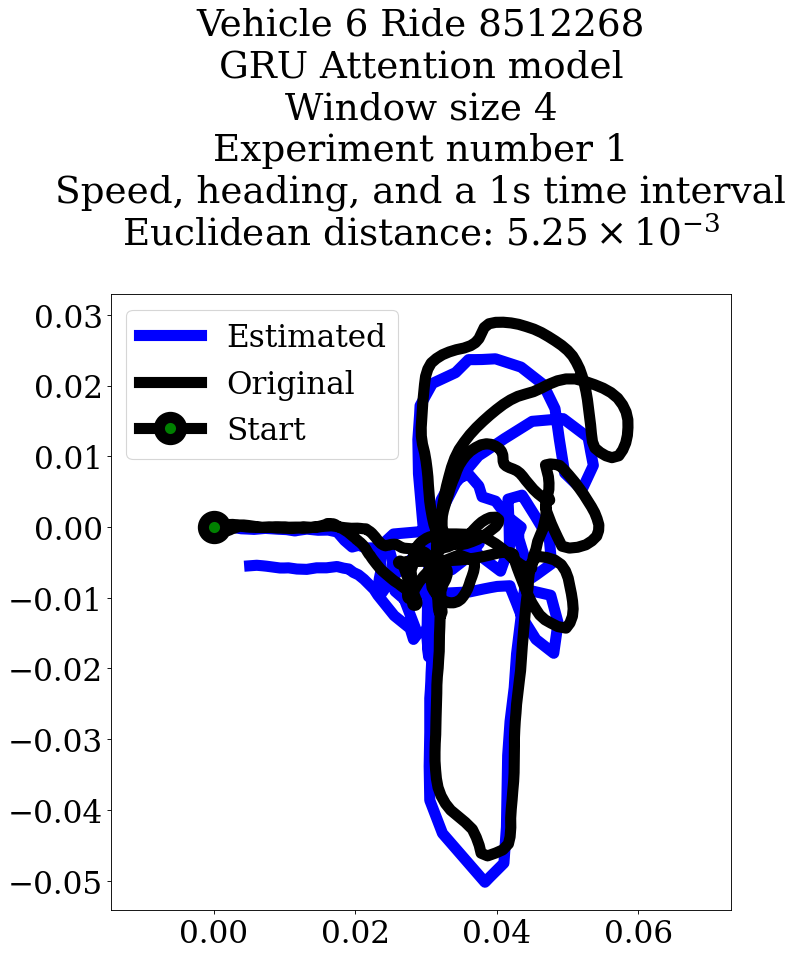 Vehicle 6 Ride 8512268
GRU Attention model
Window size 4
Experiment number 1
Speed, heading, and a 1s time interval
Euclidean distance: 5.25 × 10⁻³
Estimated
Original
Start
0.03
0.02
0.01
0.00
−0.01
−0.02
−0.03
−0.04
−0.05
0.00 0.02 0.04 0.06